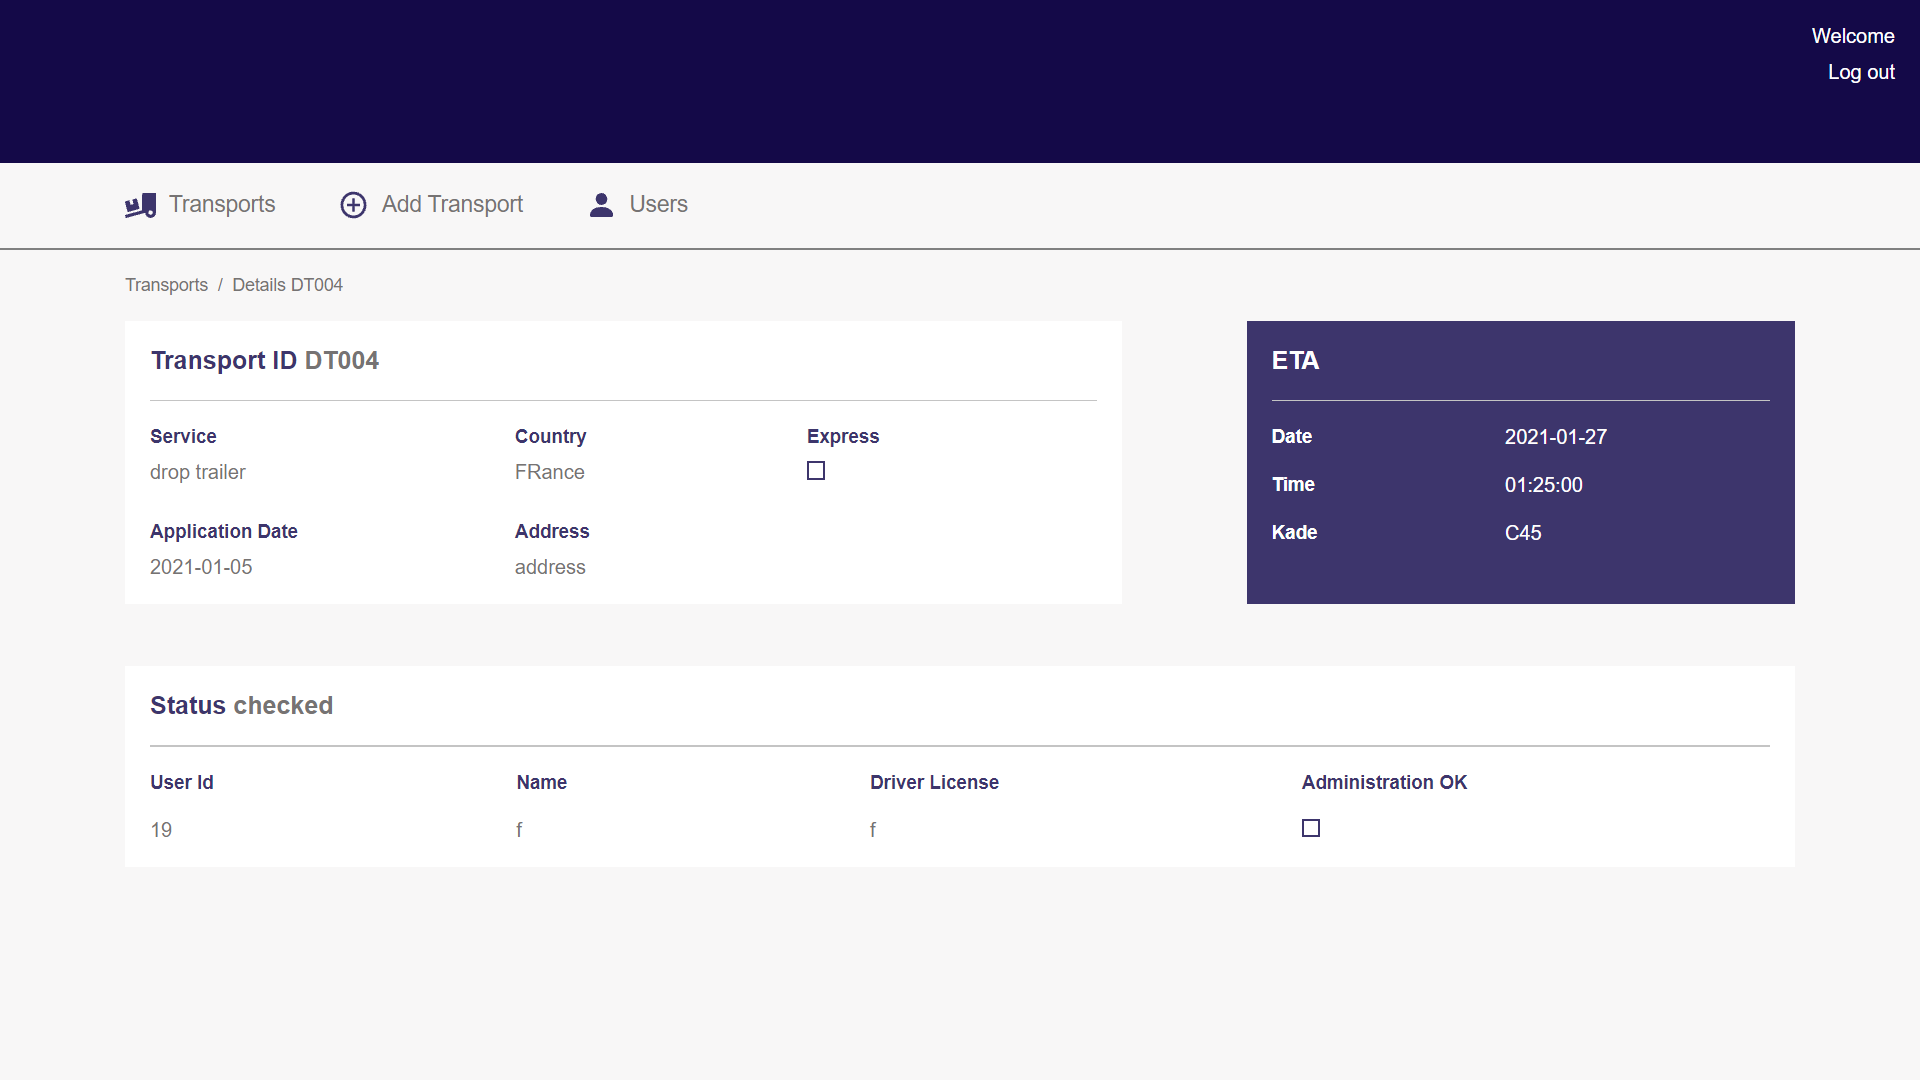 Welcome
Log out
Transports
Add Transport
Users
Transports / Details DT004
Transport ID DT004
Service
Country
Express
drop trailer
FRance
Application Date
Address
2021-01-05
address
ETA
Date 2021-01-27
Time 01:25:00
Kade C45
Status checked
User Id
Name
Driver License
Administration OK
19
f
f